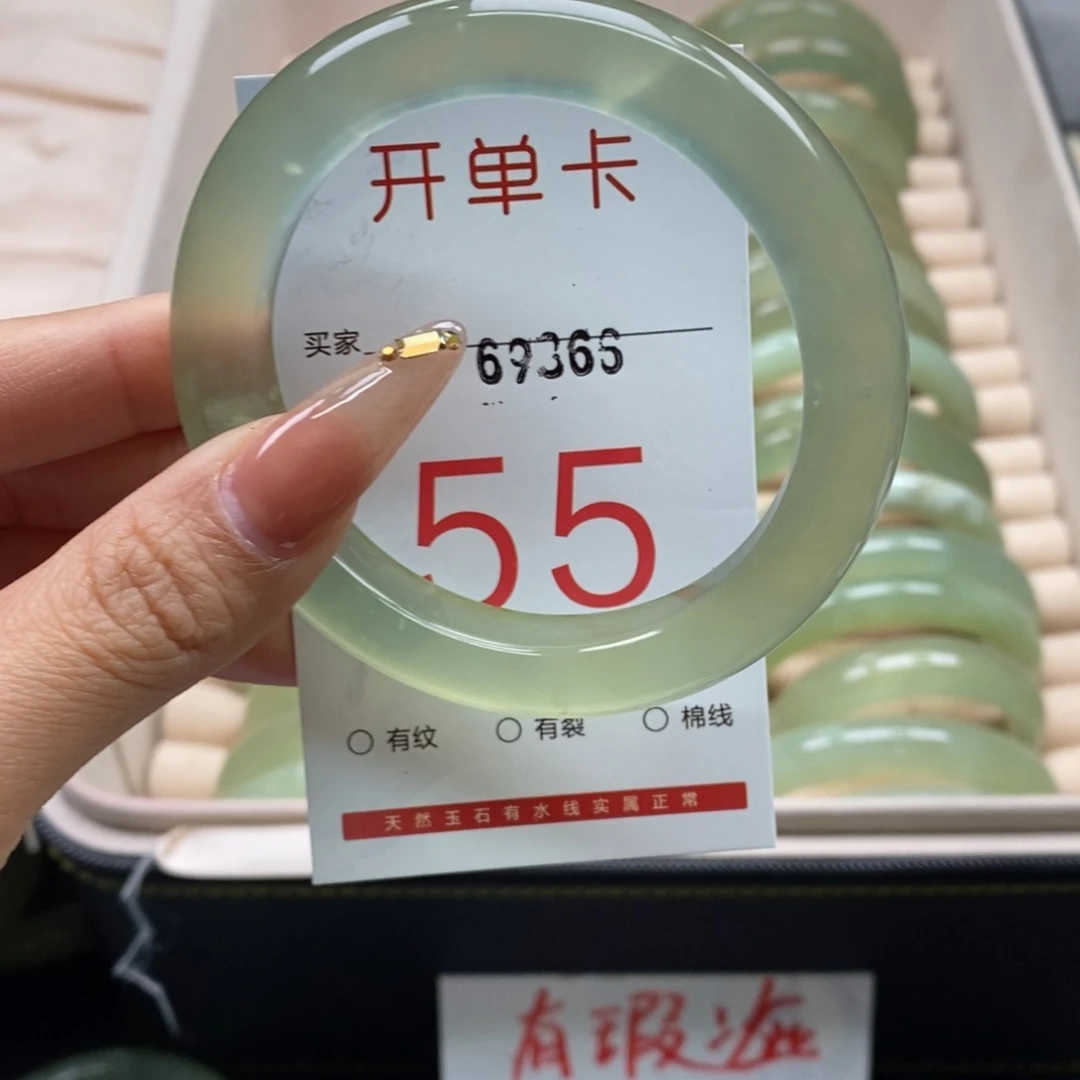 开单卡
买家 69365
55
有纹 有裂 棉线
天然玉石有水线实属正常
有瑕疵